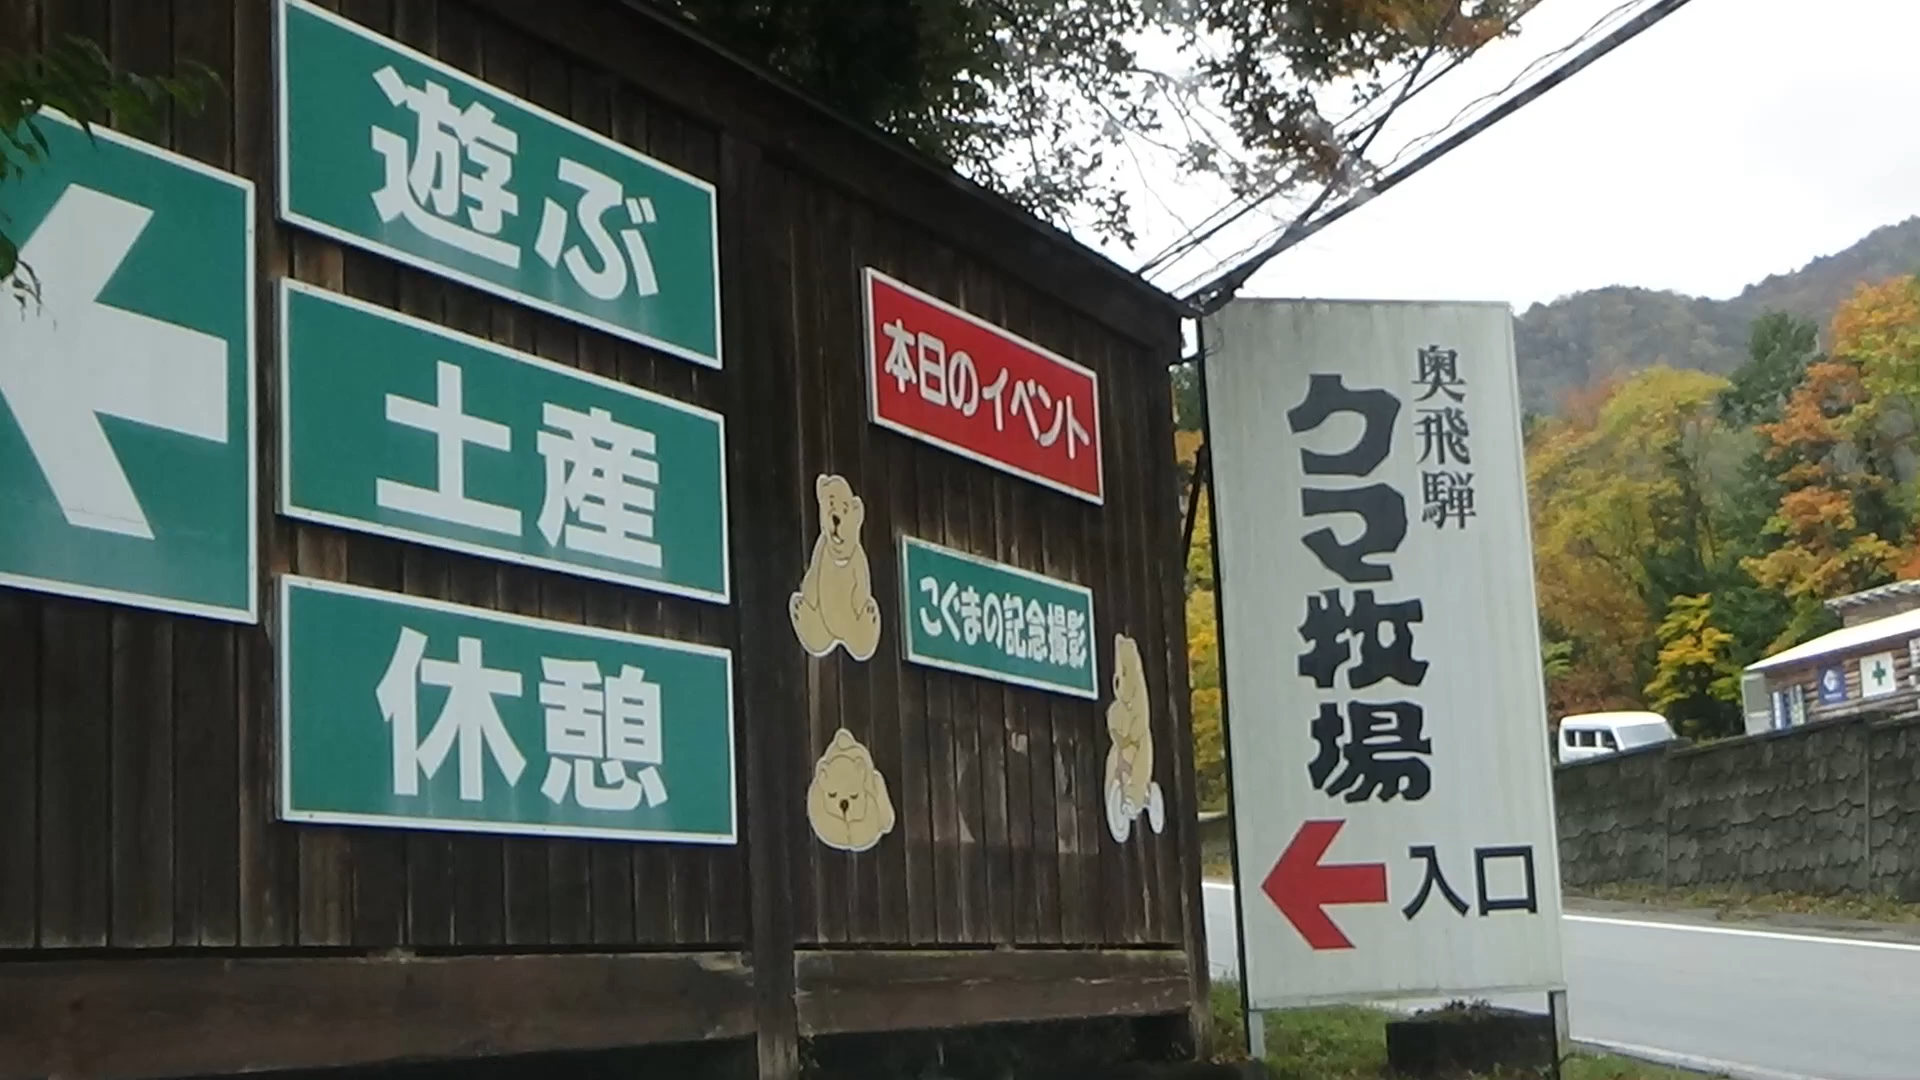 遊ぶ
土産
休憩
本日のイベント
こぐまの記念撮影
奥飛騨
クマ牧場
入口